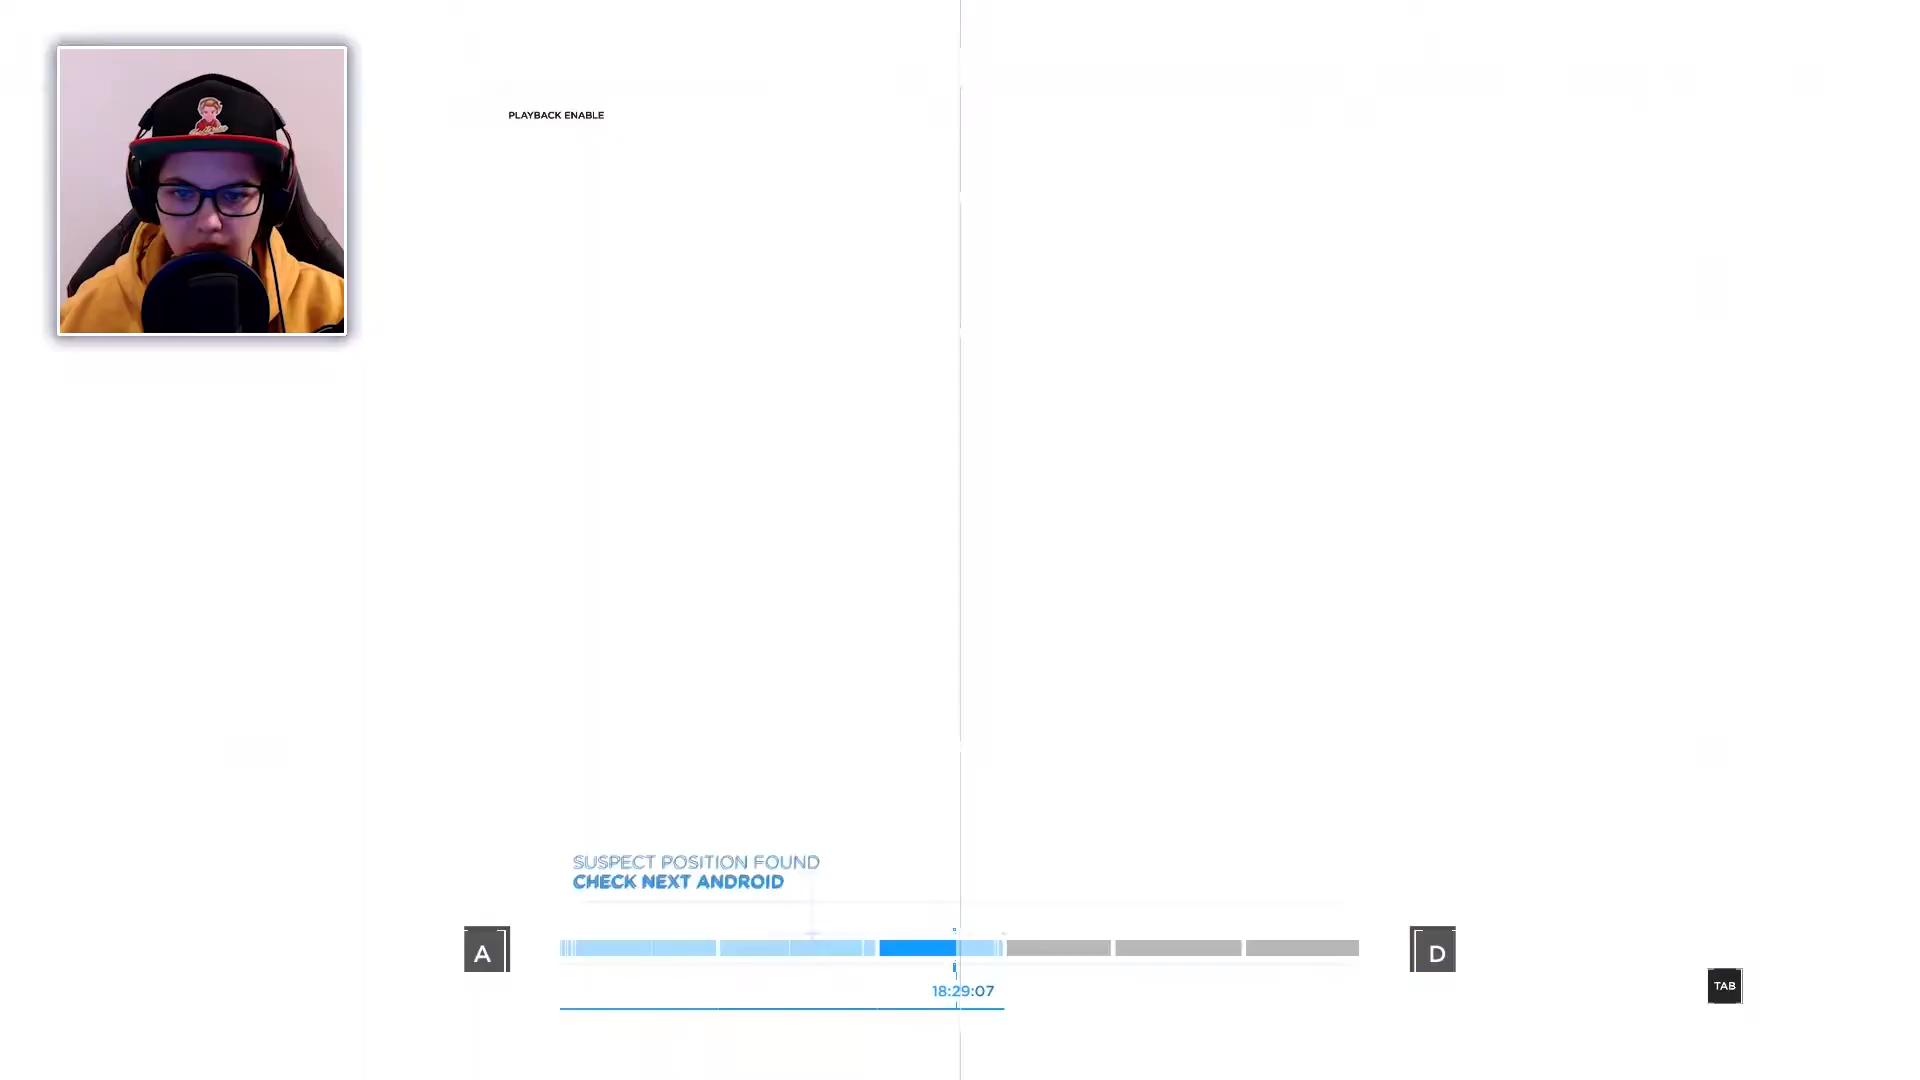 PLAYBACK ENABLE
SUSPECT POSITION FOUND
CHECK NEXT ANDROID
A
D
18:29:07
TAB